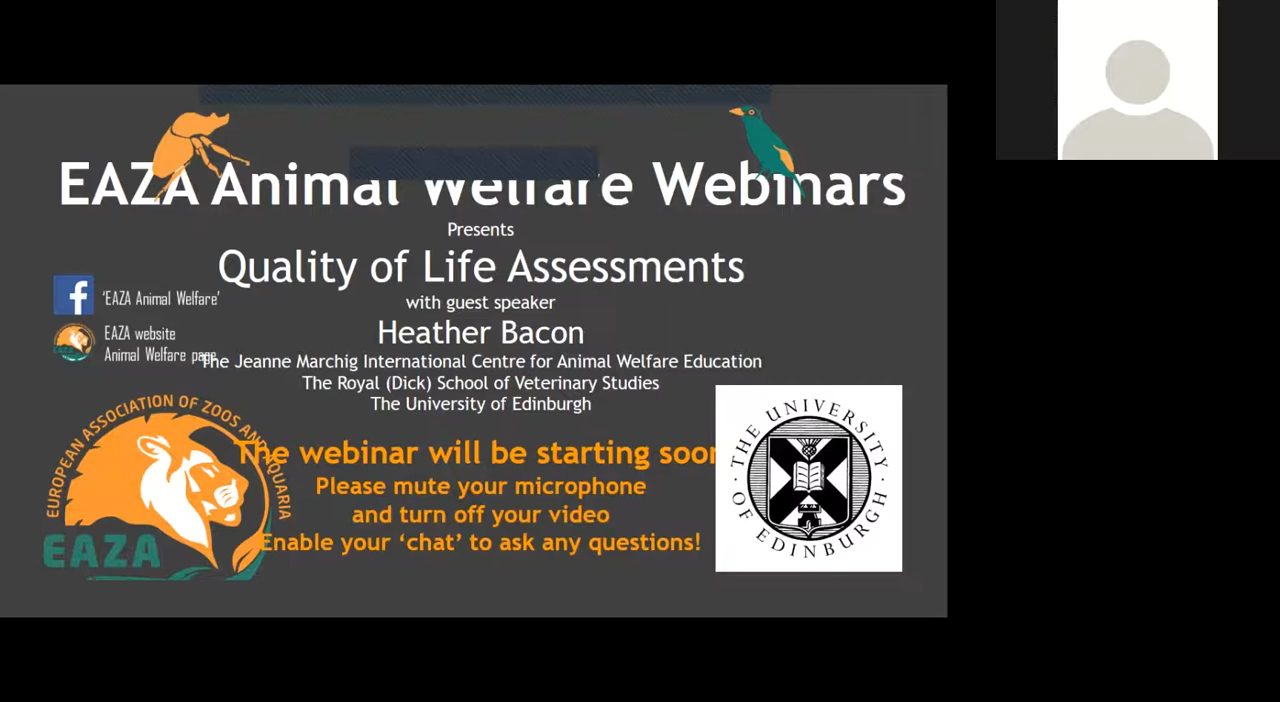 EAZA Animal Welfare Webinars
Presents
Quality of Life Assessments
with guest speaker
Heather Bacon
The Jeanne Marchig International Centre for Animal Welfare Education
The Royal (Dick) School of Veterinary Studies
The University of Edinburgh
'EAZA Animal Welfare'
EAZA website
Animal Welfare page
The webinar will be starting soon
Please mute your microphone
and turn off your video
Enable your ‘chat’ to ask any questions!
EUROPEAN ASSOCIATION OF ZOOS AND AQUARIA
EAZA
THE UNIVERSITY
OF EDINBURGH